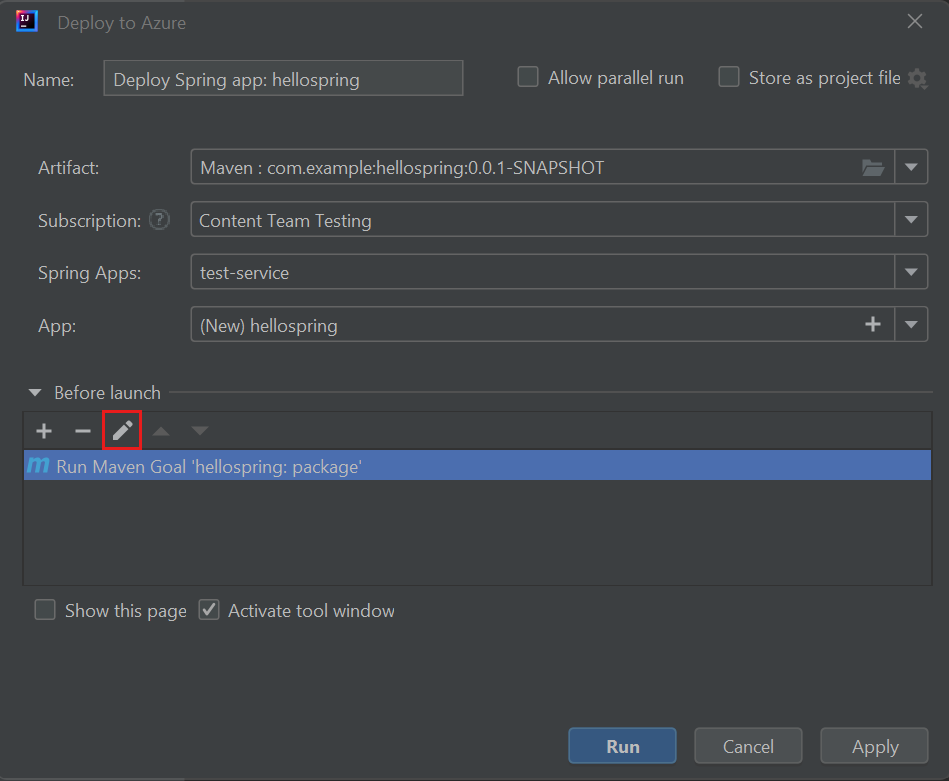 Deploy to Azure
Name: Deploy Spring app: hellospring Allow parallel run Store as project file
Artifact: Maven : com.example:hellospring:0.0.1-SNAPSHOT
Subscription: ? Content Team Testing
Spring Apps: test-service
App: (New) hellospring
Before launch
m Run Maven Goal 'hellospring: package'
Show this page Activate tool window
Run Cancel Apply